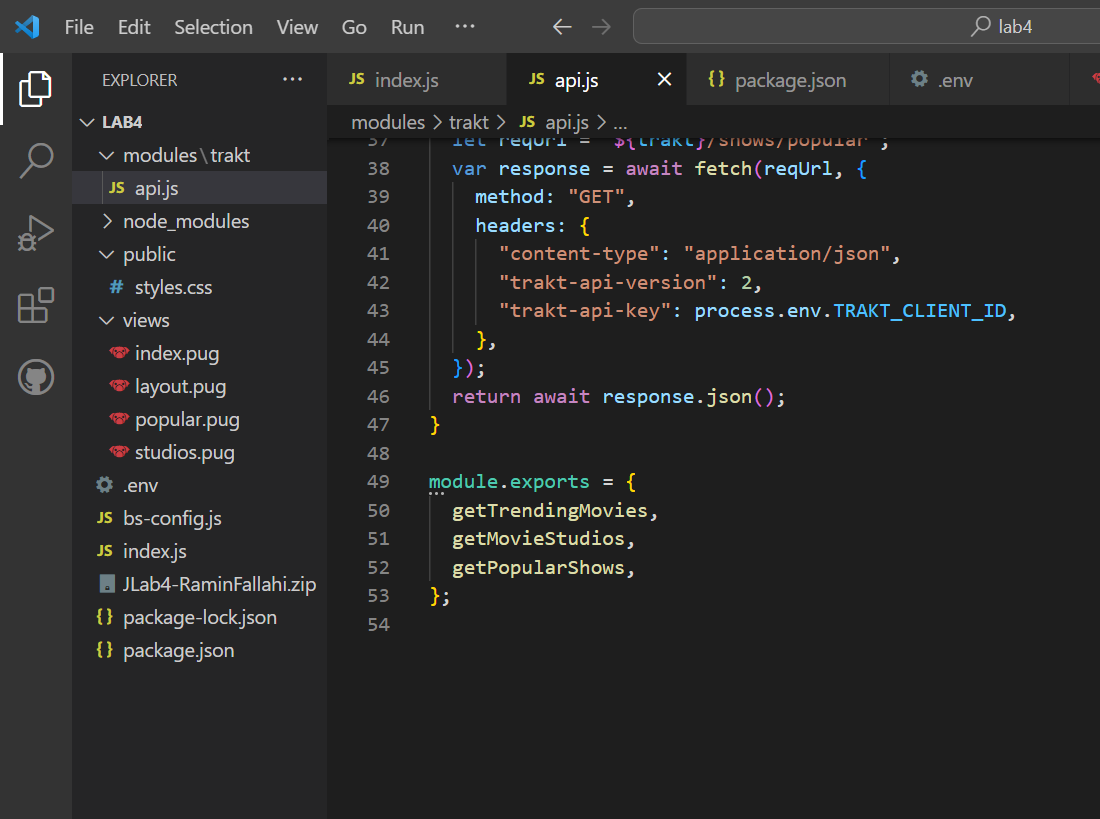 File Edit Selection View Go Run ··· lab4
EXPLORER ···
JS index.js JS api.js {} package.json .env
LAB4
modules > trakt > JS api.js > ...
modules\trakt
JS api.js
node_modules
public
# styles.css
views
index.pug
layout.pug
popular.pug
studios.pug
.env
JS bs-config.js
JS index.js
JLab4-RaminFallahi.zip
{} package-lock.json
{} package.json
37 let reqUrl = `${trakt}/shows/popular`;
38 var response = await fetch(reqUrl, {
39 method: "GET",
40 headers: {
41 "content-type": "application/json",
42 "trakt-api-version": 2,
43 "trakt-api-key": process.env.TRAKT_CLIENT_ID,
44 },
45 });
46 return await response.json();
47 }
48
49 module.exports = {
50 getTrendingMovies,
51 getMovieStudios,
52 getPopularShows,
53 };
54